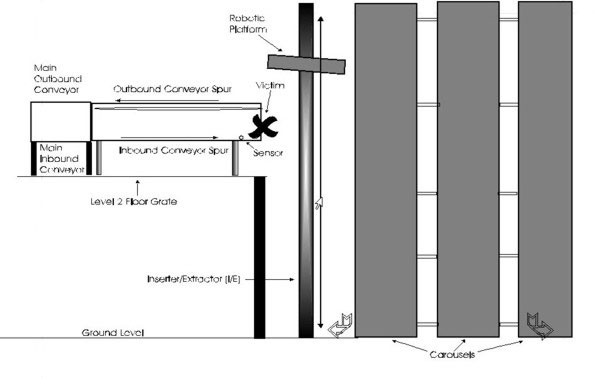 Robotic
Platform
Main
Outbound
Conveyor
Outbound Conveyor Spur
Victim
Main
Inbound
Conveyor
Inbound Conveyor Spur
Sensor
Level 2 Floor Grate
Inserter/Extractor (I/E)
Ground Level
Carousels